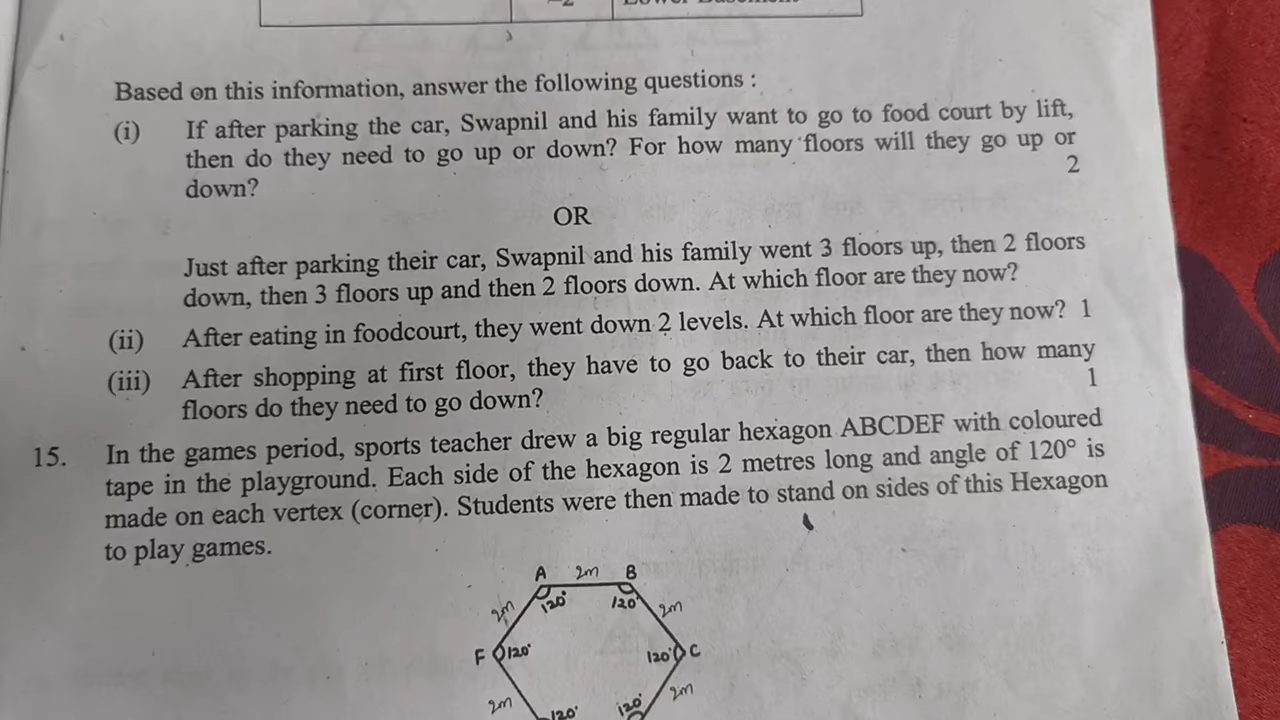 -2
Based on this information, answer the following questions :
(i) If after parking the car, Swapnil and his family want to go to food court by lift,
then do they need to go up or down? For how many floors will they go up or
down? 2
OR
Just after parking their car, Swapnil and his family went 3 floors up, then 2 floors
down, then 3 floors up and then 2 floors down. At which floor are they now?
(ii) After eating in foodcourt, they went down 2 levels. At which floor are they now? 1
(iii) After shopping at first floor, they have to go back to their car, then how many
floors do they need to go down? 1
15. In the games period, sports teacher drew a big regular hexagon ABCDEF with coloured
tape in the playground. Each side of the hexagon is 2 metres long and angle of 120° is
made on each vertex (corner). Students were then made to stand on sides of this Hexagon
to play games.
A 2m B
2m 120° 120° 2m
F 120° 120° C
2m 120° 120° 2m